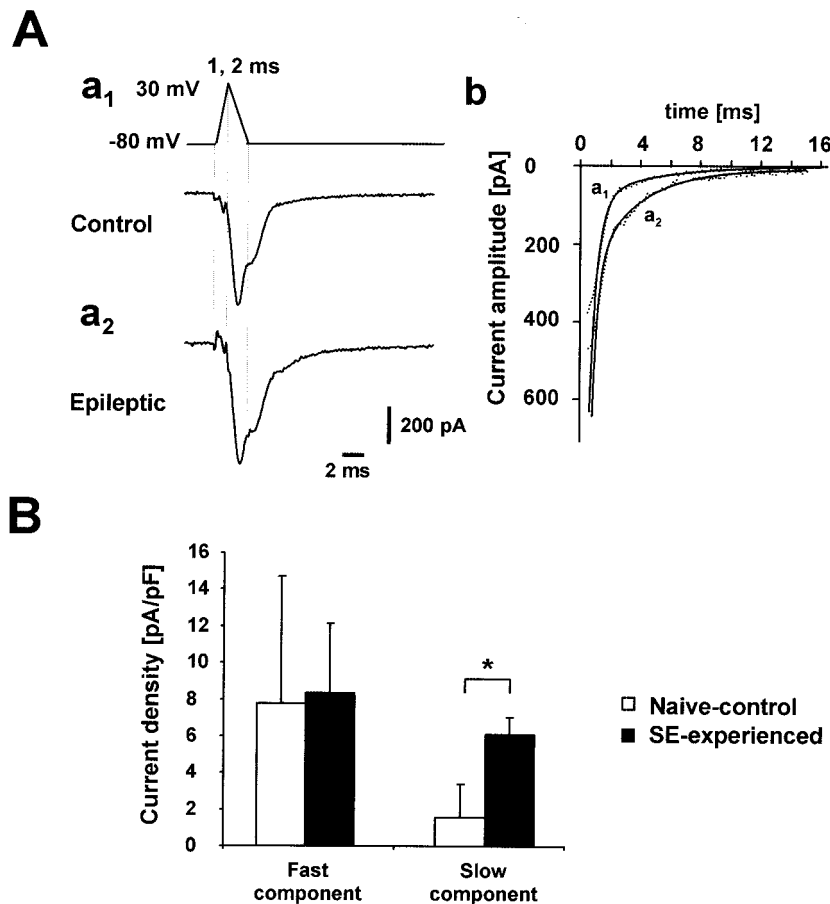 A
a1
1, 2 ms
30 mV
-80 mV
Control
a2
Epileptic
200 pA
2 ms
b
time [ms]
0 4 8 12 16
Current amplitude [pA]
0
200
400
600
a1
a2
B
Current density [pA/pF]
16
14
12
10
8
6
4
2
0
*
Fast
component
Slow
component
Naive-control
SE-experienced